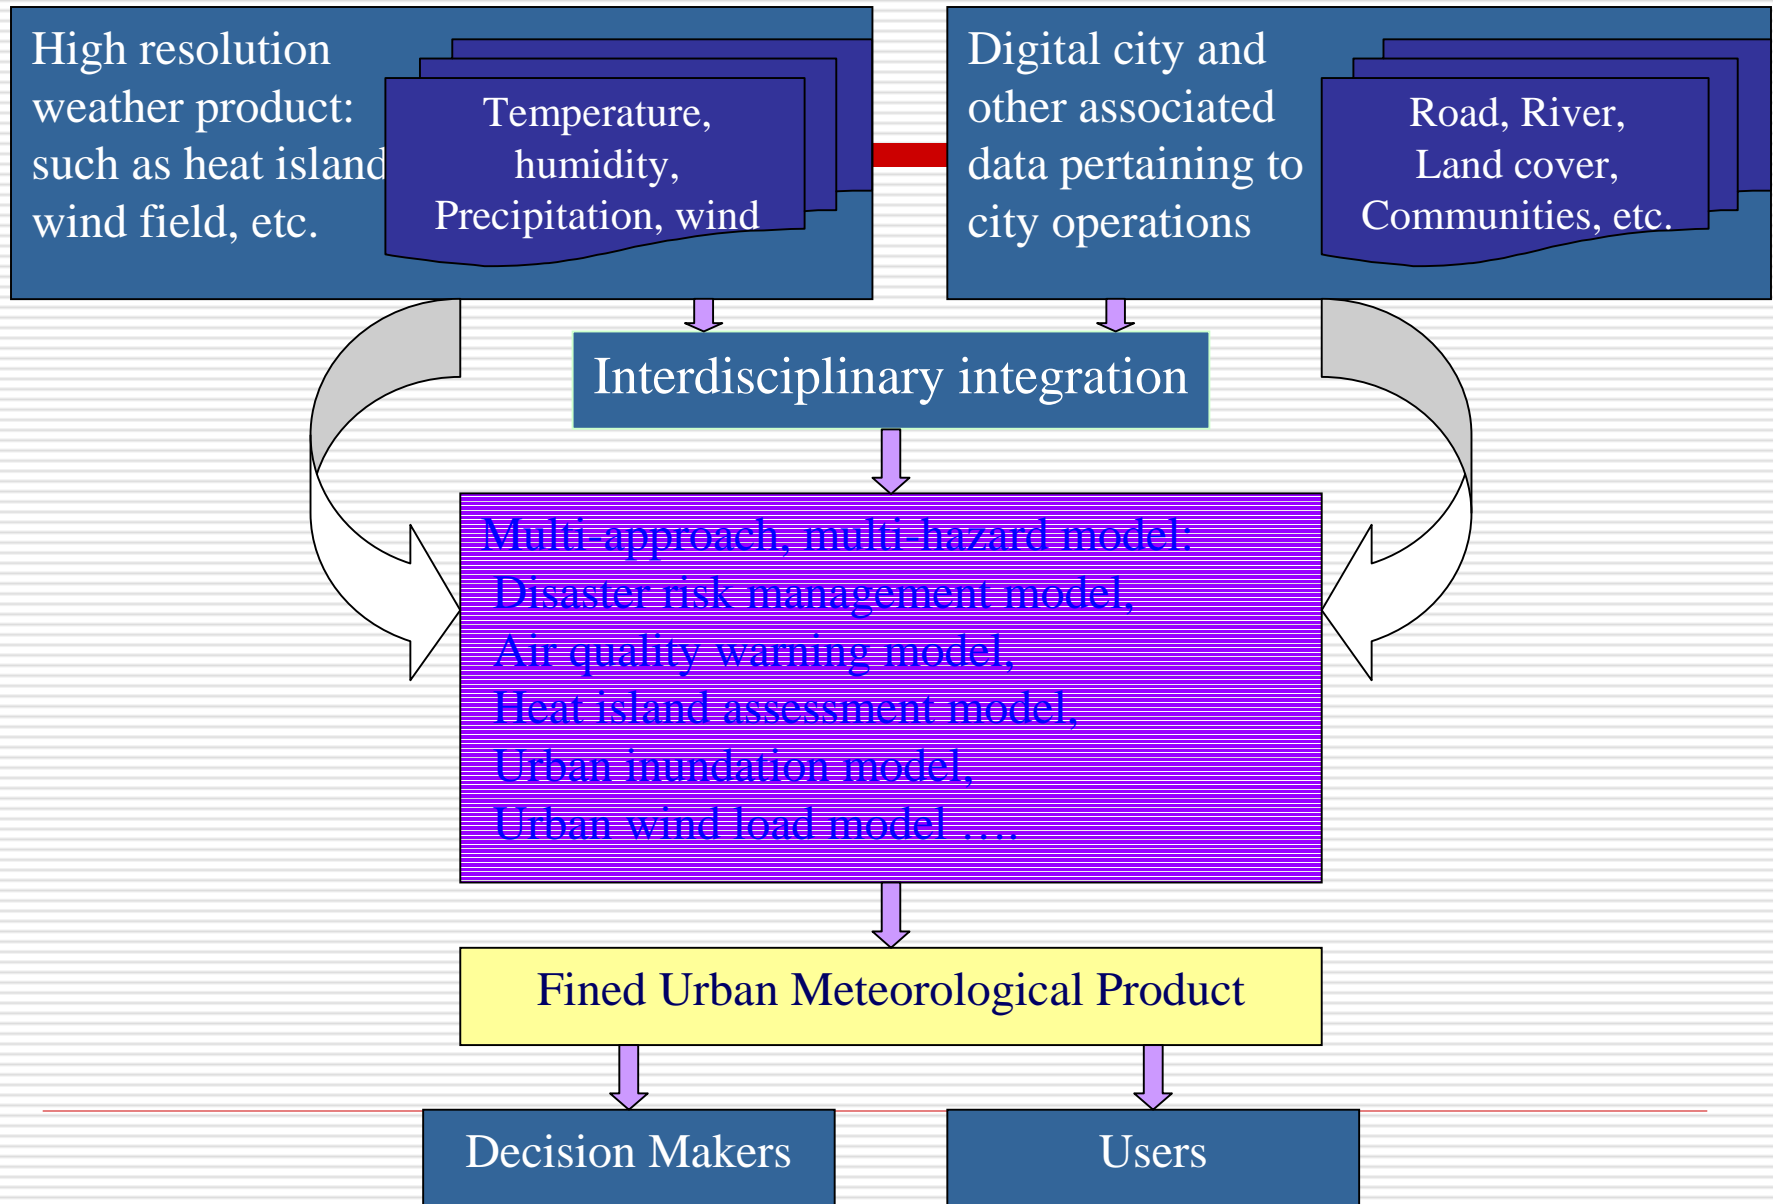 High resolution
weather product:
such as heat island
wind field, etc.
Temperature,
humidity,
Precipitation, wind
Digital city and
other associated
data pertaining to
city operations
Road, River,
Land cover,
Communities, etc.
Interdisciplinary integration
Multi-approach, multi-hazard model:
Disaster risk management model,
Air quality warning model,
Heat island assessment model,
Urban inundation model,
Urban wind load model ….
Fined Urban Meteorological Product
Decision Makers
Users